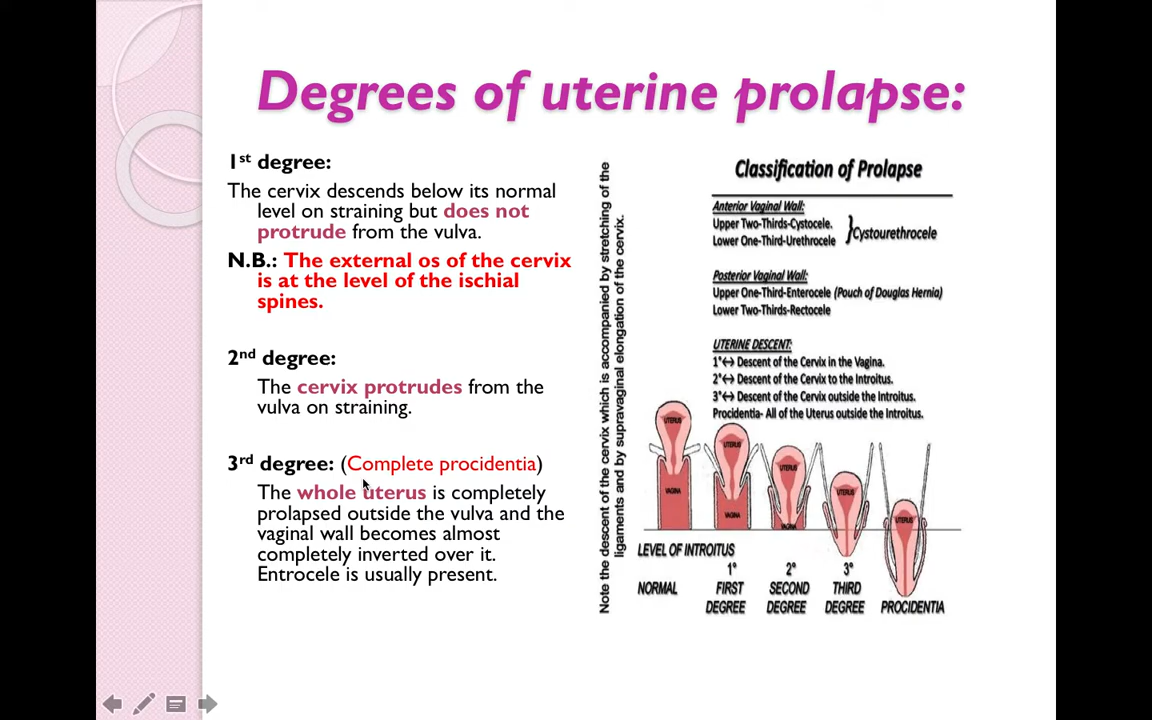 Degrees of uterine prolapse:
1st degree:
The cervix descends below its normal
level on straining but does not
protrude from the vulva.
N.B.: The external os of the cervix
is at the level of the ischial
spines.
2nd degree:
The cervix protrudes from the
vulva on straining.
3rd degree: (Complete procidentia)
The whole uterus is completely
prolapsed outside the vulva and the
vaginal wall becomes almost
completely inverted over it.
Entrocele is usually present.
Note the descent of the cervix which is accompanied by stretching of the
ligaments and by supravaginal elongation of the cervix.
Classification of Prolapse
Anterior Vaginal Wall:
Upper Two-Thirds-Cystocele.
Lower One-Third-Urethrocele
}Cystourethrocele
Posterior Vaginal Wall:
Upper One-Third-Enterocele (Pouch of Douglas Hernia)
Lower Two-Thirds-Rectocele
UTERINE DESCENT:
1°↔ Descent of the Cervix in the Vagina.
2°↔ Descent of the Cervix to the Introitus.
3°↔ Descent of the Cervix outside the Introitus.
Procidentia- All of the Uterus outside the Introitus.
UTERUS
UTERUS
UTERUS
UTERUS
UTERUS
VAGINA
VAGINA
VAGINA
LEVEL OF INTROITUS
NORMAL
1°
FIRST
DEGREE
2°
SECOND
DEGREE
3°
THIRD
DEGREE
PROCIDENTIA